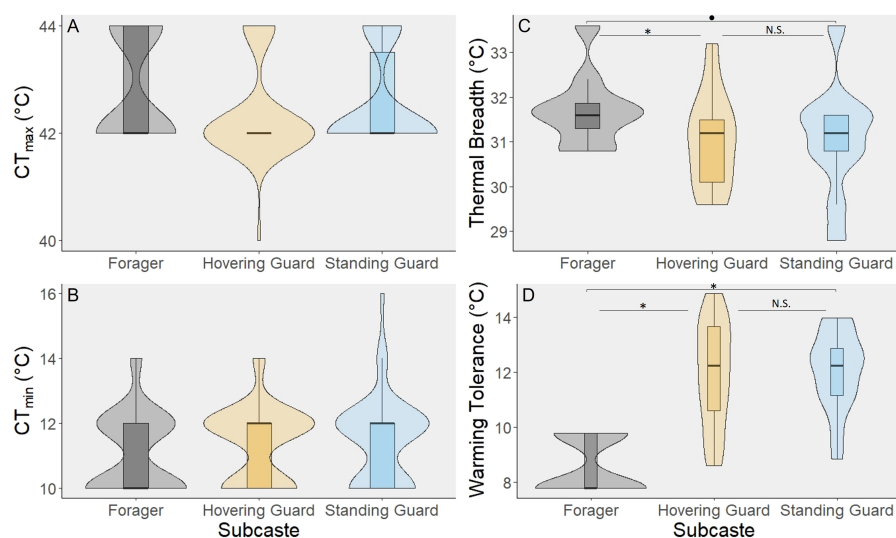 A
CTmax (°C)
44
42
40
Forager Hovering Guard Standing Guard
B
CTmin (°C)
16
14
12
10
Forager Hovering Guard Standing Guard
Subcaste
C
Thermal Breadth (°C)
33
32
31
30
29
•
* N.S.
Forager Hovering Guard Standing Guard
D
Warming Tolerance (°C)
14
12
10
8
*
* N.S.
Forager Hovering Guard Standing Guard
Subcaste